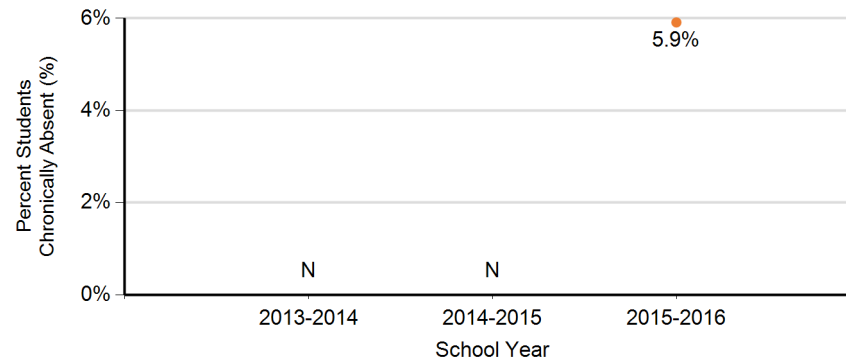 6%
5.9%
Percent Students
Chronically Absent (%)
4%
2%
N N
0%
2013-2014 2014-2015 2015-2016
School Year